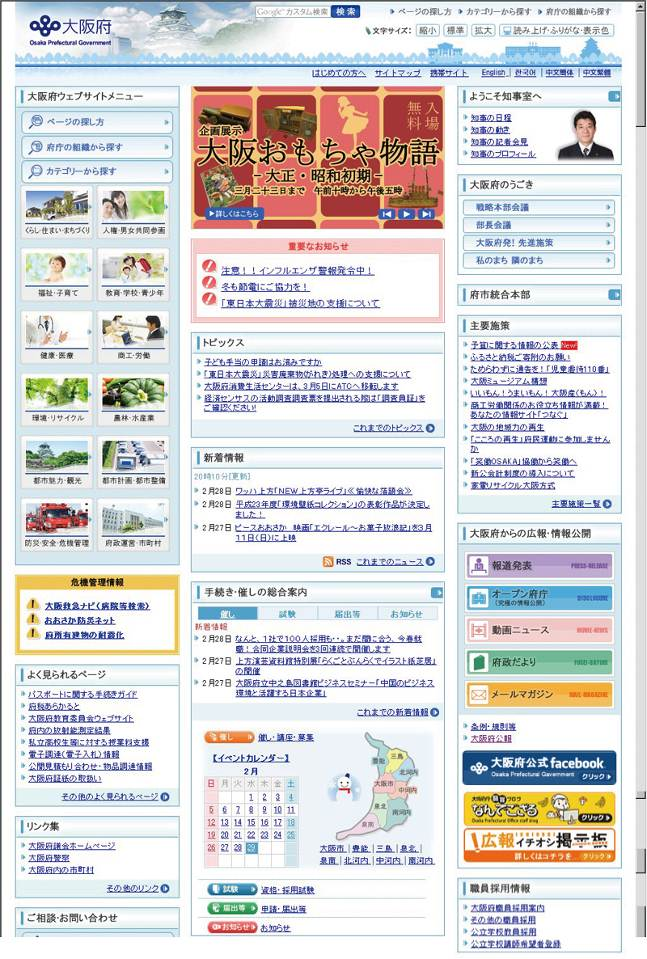 大阪府
Osaka Prefectural Government
Google カスタム検索
検索
ページの探し方
カテゴリーから探す
府庁の組織から探す
文字サイズ:
縮小
標準
拡大
読み上げ・ふりがな・表示色
はじめての方へ
サイトマップ
携帯サイト
English
한국어
中文簡体
中文繁體
大阪府ウェブサイトメニュー
ページの探し方
府庁の組織から探す
カテゴリーから探す
くらし・住まい・まちづくり
人権・男女共同参画
福祉・子育て
教育・学校・青少年
健康・医療
商工・労働
環境・リサイクル
農林・水産業
都市魅力・観光
都市計画・都市整備
防災・安全・危機管理
府政運営・市町村
危機管理情報
大阪救急ナビ(病院等検索)
おおさか防災ネット
府所有建物の耐震化
よく見られるページ
パスポートに関する手続きガイド
府税あらかると
大阪府教育委員会ウェブサイト
府内の放射能測定結果
私立高校生等に対する授業料支援
電子調達(電子入札)情報
公開見積もり合わせ・物品調達情報
大阪府証紙の取扱い
その他のよく見られるページ
リンク集
大阪府議会ホームページ
大阪府警察
大阪府内の市町村
その他のリンク
ご相談・お問い合わせ
入場無料
企画展示
大阪おもちゃ物語
-大正・昭和初期-
三月二十三日まで 午前十時から午後五時
詳しくはこちら
重要なお知らせ
注意!!インフルエンザ警報発令中!
冬も節電にご協力を!
「東日本大震災」被災地の支援について
トピックス
子ども手当の申請はお済みですか
「東日本大震災」災害廃棄物(がれき)処理への支援について
大阪府消費生活センターは、3月5日にATCへ移転します
経済センサスの活動調査調査票を提出される際は「調査員証」を
ご確認ください!
これまでのトピックス
新着情報
20時10分[更新]
2月28日 ワッハ上方「NEW上方亭ライブ」≪愉快な落語会≫
2月28日 平成23年度「環境壁紙コレクション」の表彰作品が決定し
ました!
2月27日 ピースおおさか 映画「エクレール～お菓子放浪記」を3月
11日(日)に上映
RSS
これまでのニュース
手続き・催しの総合案内
催し
試験
届出等
お知らせ
新着情報
2月28日 なんと、1社で100人採用も・・。まだ間に合う、今春就
職!合同企業説明会を3回連続で開催します
2月27日 上方演芸資料館特別展「らくごとぶんらくでイラスト紙芝居」
の開催
2月27日 大阪府立中之島図書館ビジネスセミナー「中国のビジネス
環境と活躍する日本企業」
これまでの新着情報
催し
催し・講座・募集
【イベントカレンダー】
2月
日 月 火 水 木 金 土
1 2 3 4
5 6 7 8 9 10 11
12 13 14 15 16 17 18
19 20 21 22 23 24 25
26 27 28 29
豊能
三島
北河内
大阪市
中河内
泉北
南河内
泉南
大阪市 | 豊能 | 三島 | 泉北 |
泉南 | 北河内 | 中河内 | 南河内
試験
資格・採用試験
届出等
申請・届出等
お知らせ
お知らせ
ようこそ知事室へ
知事の日程
知事の動き
知事の記者会見
知事のプロフィール
大阪府のうごき
戦略本部会議
部長会議
大阪府発!先進施策
私のまち 隣のまち
府市統合本部
主要施策
予算に関する情報の公表 New!
ふるさと納税ご寄附のお願い
ためらわずに通告を!「児童虐待110番」
大阪ミュージアム構想
いいもん!うまいもん!大阪産(もん)!
商工労働関係のお役立ち情報が満載!
あなたの情報サイト「つなぐ」
大阪の地域力の再生
「こころの再生」府民運動に参加しません
か
「笑働OSAKA」協働から笑働へ
新公会計制度の導入について
家電リサイクル大阪方式
主要施策一覧
大阪府からの広報・情報公開
報道発表
PRESS-RELEASE
オープン府庁
(究極の情報公開)
DISCLOSURE
動画ニュース
MOVIE-NEWS
府政だより
メールマガジン
MAIL MAGAZINE
条例・規則等
大阪府公報
大阪府公式facebook
Osaka Prefectural Government
クリック
なんでござる
Osaka Prefectural Office staff blog
クリック
広報イチオシ掲示板
詳しくはコチラを...
クリック
職員採用情報
大阪府職員採用案内
その他の職員採用
公立学校教員採用
公立学校講師希望者登録